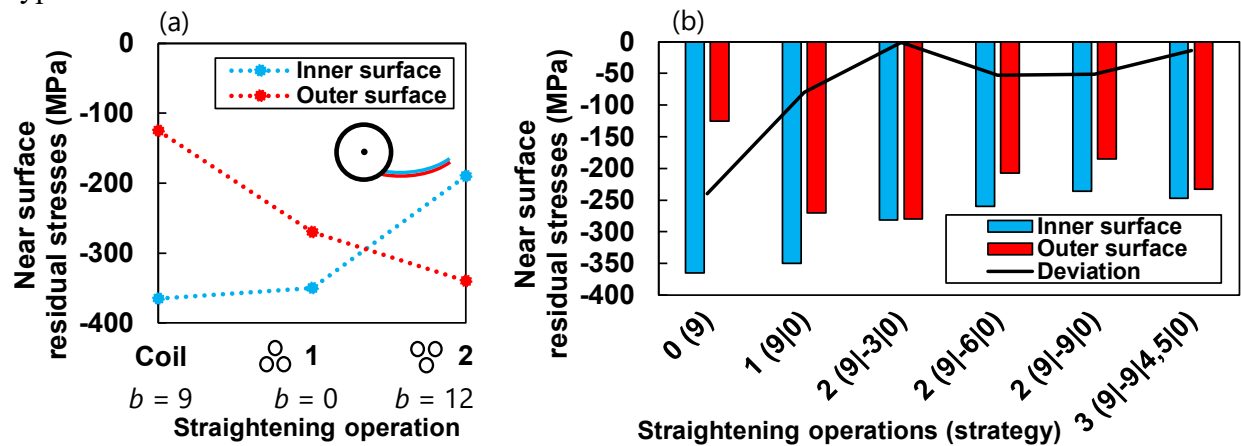 (a)
Near surface
residual stresses (MPa)
0
-100
-200
-300
-400
Inner surface
Outer surface
Coil 1 2
b = 9 b = 0 b = 12
Straightening operation
(b)
Near surface
residual stresses (MPa)
0
-50
-100
-150
-200
-250
-300
-350
-400
Inner surface
Outer surface
Deviation
0 (9)
1 (9|0)
2 (9|-3|0)
2 (9|-6|0)
2 (9|-9|0)
3 (9|-9|4,5|0)
Straightening operations (strategy)